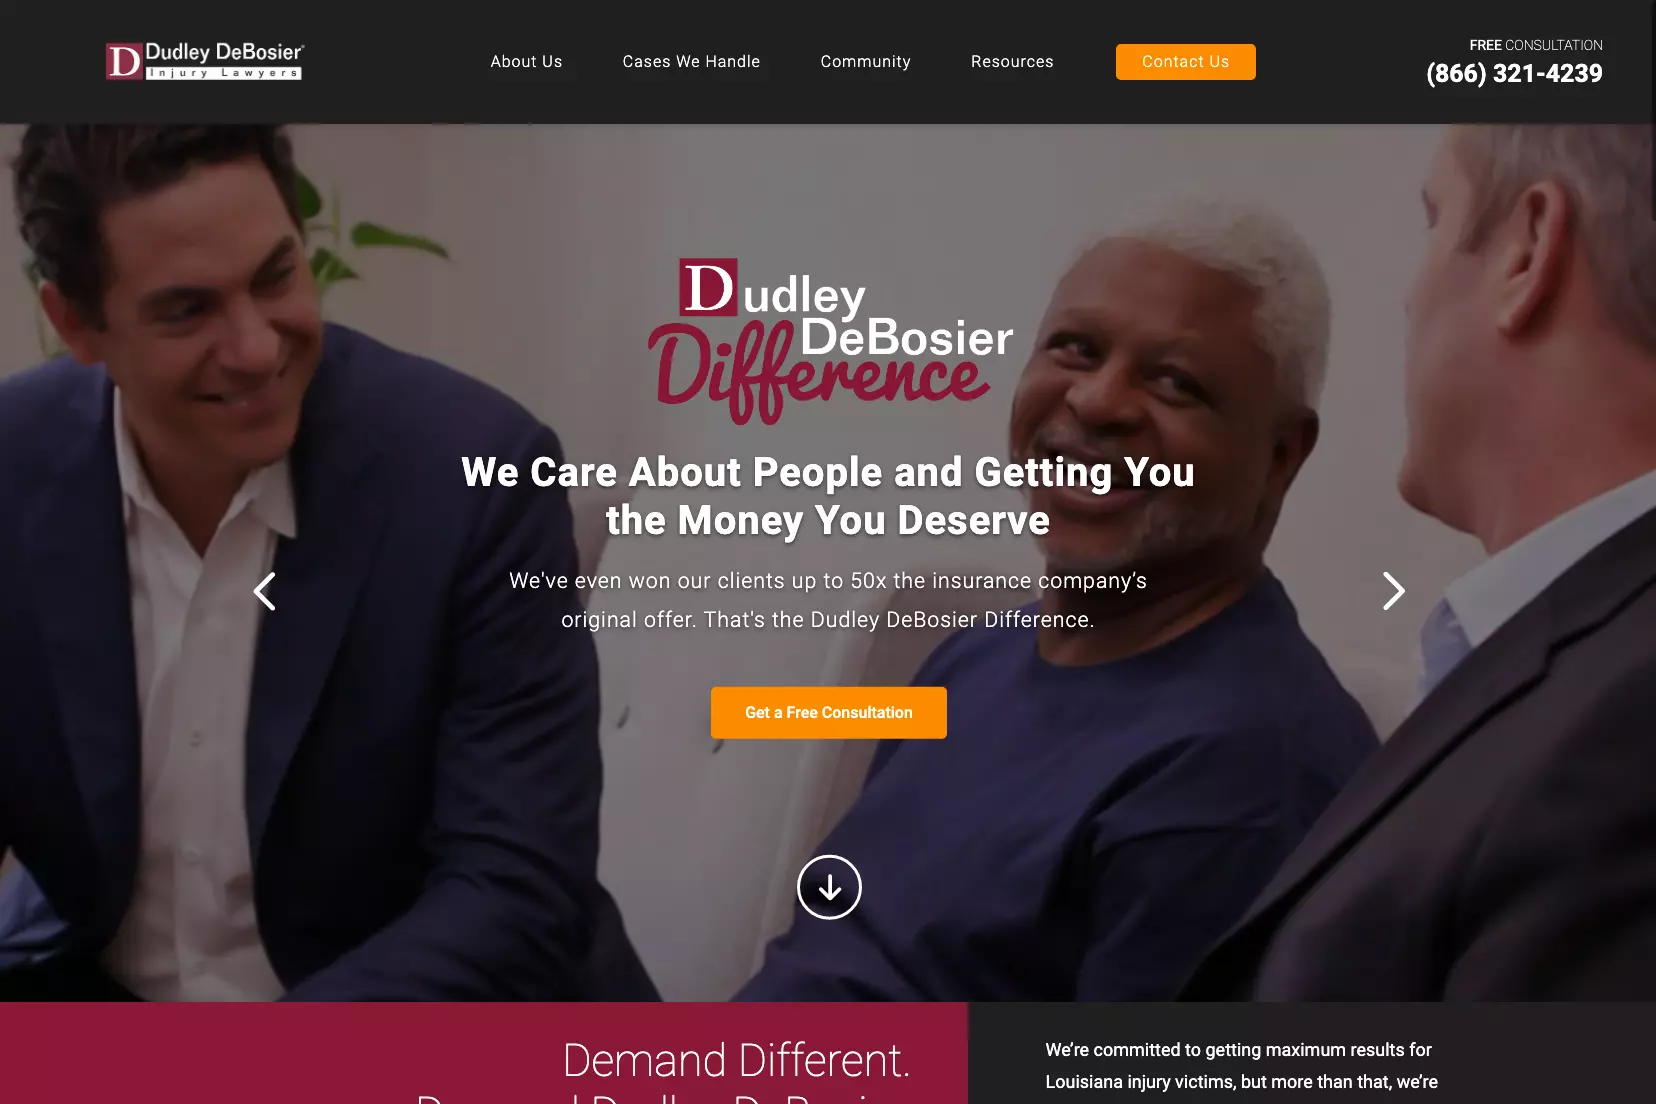 Dudley DeBosier
Injury Lawyers
About Us
Cases We Handle
Community
Resources
Contact Us
FREE CONSULTATION
(866) 321-4239
Dudley
DeBosier
Difference
We Care About People and Getting You
the Money You Deserve
We've even won our clients up to 50x the insurance company’s
original offer. That's the Dudley DeBosier Difference.
Get a Free Consultation
Demand Different.
We’re committed to getting maximum results for
Louisiana injury victims, but more than that, we’re